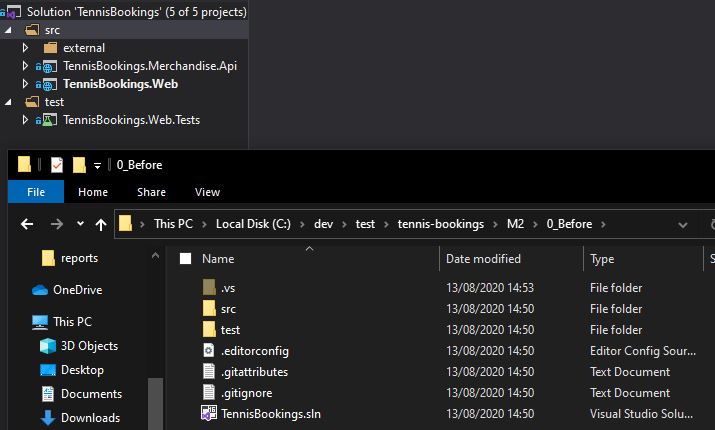 Solution 'TennisBookings' (5 of 5 projects)
src
external
TennisBookings.Merchandise.Api
TennisBookings.Web
test
TennisBookings.Web.Tests
0_Before
File Home Share View
This PC > Local Disk (C:) > dev > test > tennis-bookings > M2 > 0_Before >
reports
OneDrive
This PC
3D Objects
Desktop
Documents
Downloads
Name Date modified Type S
.vs 13/08/2020 14:53 File folder
src 13/08/2020 14:50 File folder
test 13/08/2020 14:50 File folder
.editorconfig 13/08/2020 14:50 Editor Config Sour...
.gitattributes 13/08/2020 14:50 Text Document
.gitignore 13/08/2020 14:50 Text Document
TennisBookings.sln 13/08/2020 14:50 Visual Studio Solu...